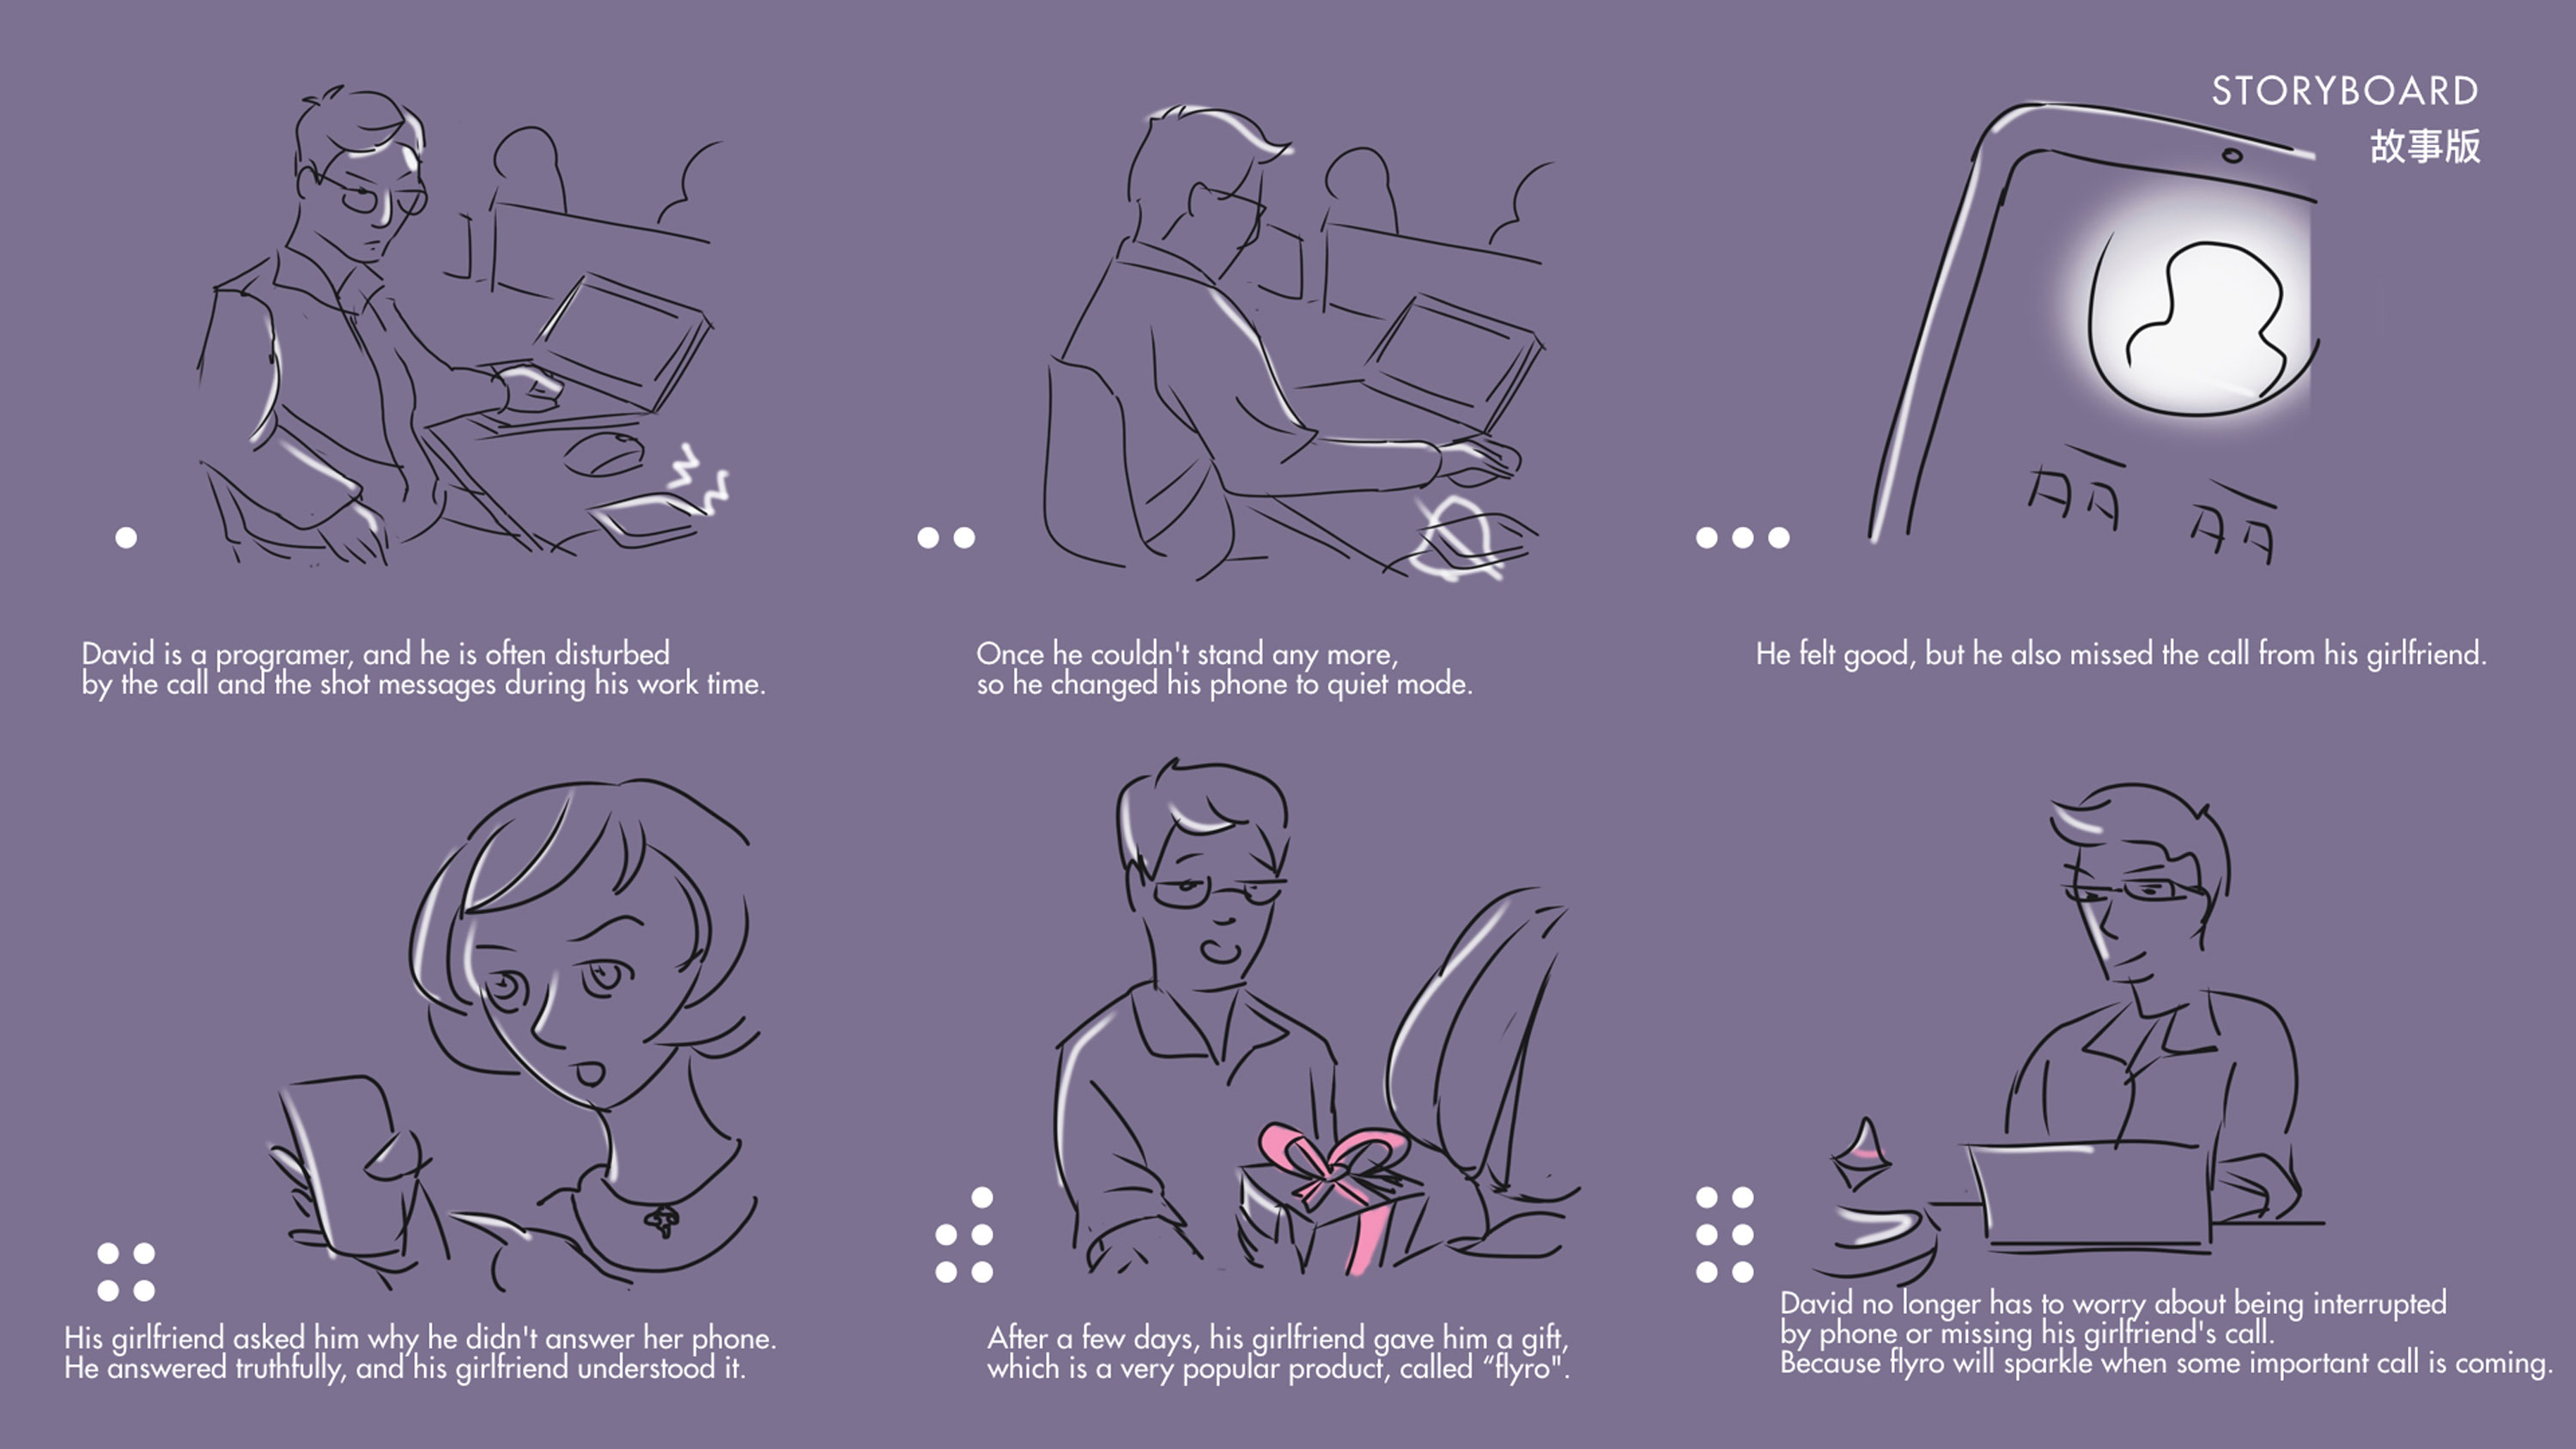 STORYBOARD
故事版
David is a programer, and he is often disturbed
by the call and the shot messages during his work time.
Once he couldn't stand any more,
so he changed his phone to quiet mode.
He felt good, but he also missed the call from his girlfriend.
His girlfriend asked him why he didn't answer her phone.
He answered truthfully, and his girlfriend understood it.
After a few days, his girlfriend gave him a gift,
which is a very popular product, called “flyro".
David no longer has to worry about being interrupted
by phone or missing his girlfriend's call.
Because flyro will sparkle when some important call is coming.